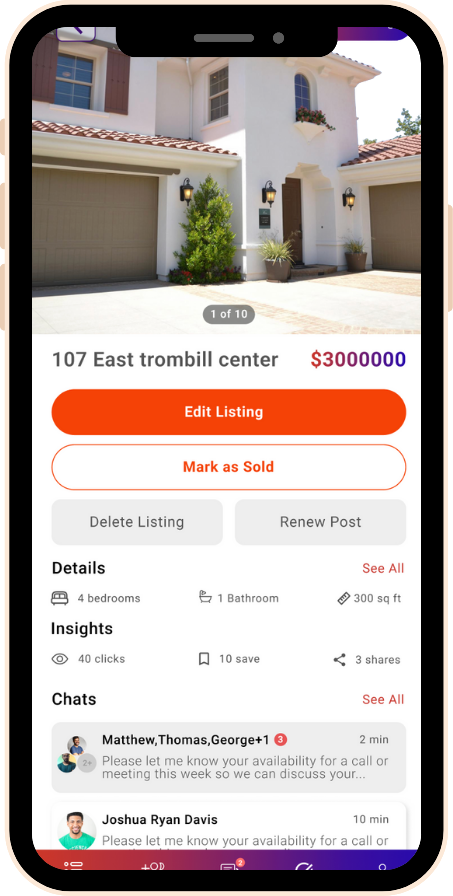 1 of 10
107 East trombill center $3000000
Edit Listing
Mark as Sold
Delete Listing Renew Post
Details See All
4 bedrooms 1 Bathroom 300 sq ft
Insights
40 clicks 10 save 3 shares
Chats See All
Matthew,Thomas,George+1 3 2 min
2+ Please let me know your availability for a call or
meeting this week so we can discuss your...
Joshua Ryan Davis 10 min
Please let me know your availability for a call or
2